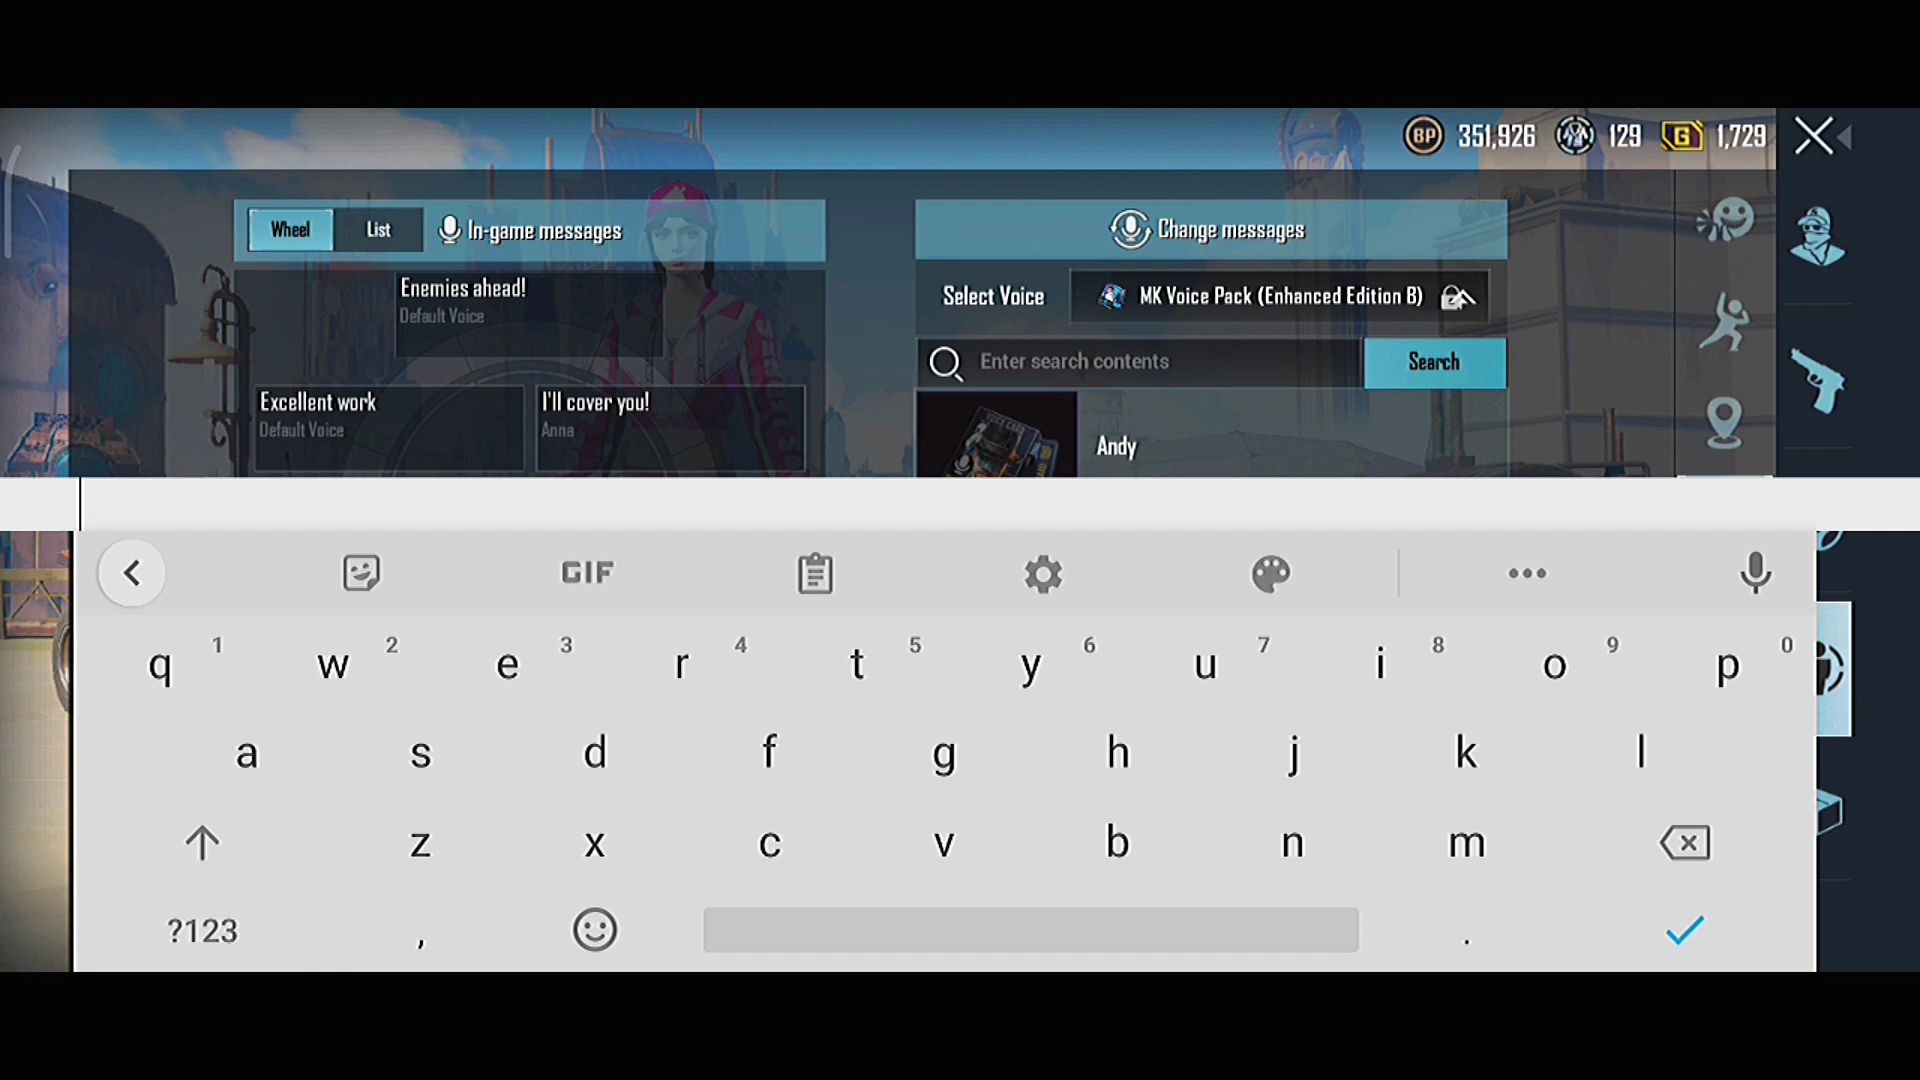 BP 351,926 129 G 1,729
Wheel List In-game messages
Change messages
Enemies ahead!
Default Voice
Select Voice MK Voice Pack (Enhanced Edition B)
Enter search contents Search
Excellent work
Default Voice
I'll cover you!
Anna
Andy
GIF
q 1 w 2 e 3 r 4 t 5 y 6 u 7 i 8 o 9 p 0
a s d f g h j k l
z x c v b n m
?123 , .